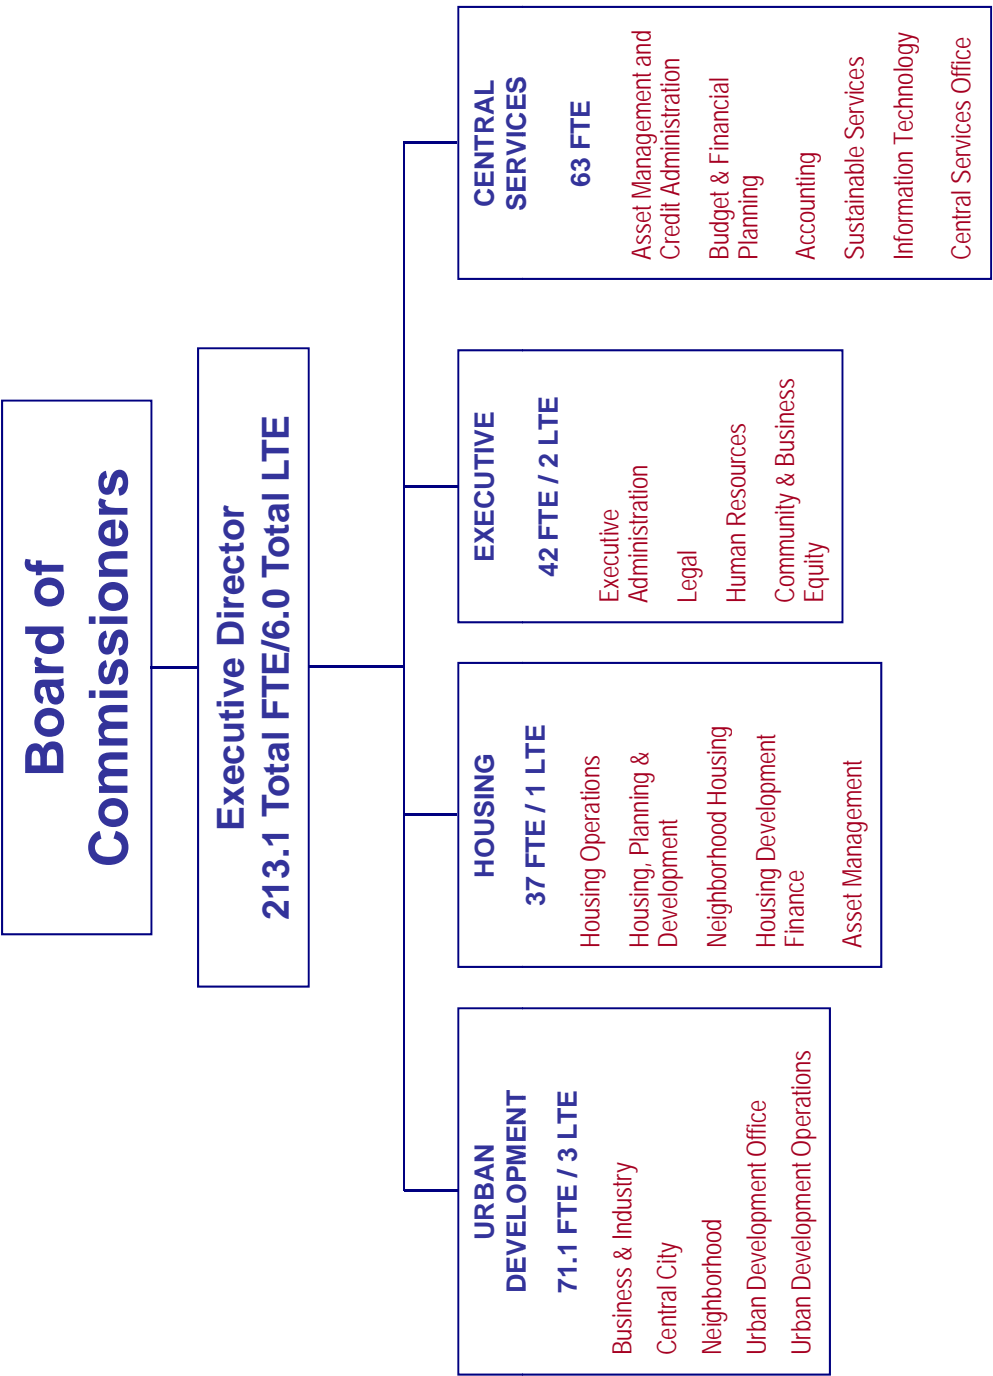 Board of
Commissioners
Executive Director
213.1 Total FTE/6.0 Total LTE
URBAN
DEVELOPMENT
71.1 FTE / 3 LTE
Business & Industry
Central City
Neighborhood
Urban Development Office
Urban Development Operations
HOUSING
37 FTE / 1 LTE
Housing Operations
Housing, Planning &
Development
Neighborhood Housing
Housing Development
Finance
Asset Management
EXECUTIVE
42 FTE / 2 LTE
Executive
Administration
Legal
Human Resources
Community & Business
Equity
CENTRAL
SERVICES
63 FTE
Asset Management and
Credit Administration
Budget & Financial
Planning
Accounting
Sustainable Services
Information Technology
Central Services Office